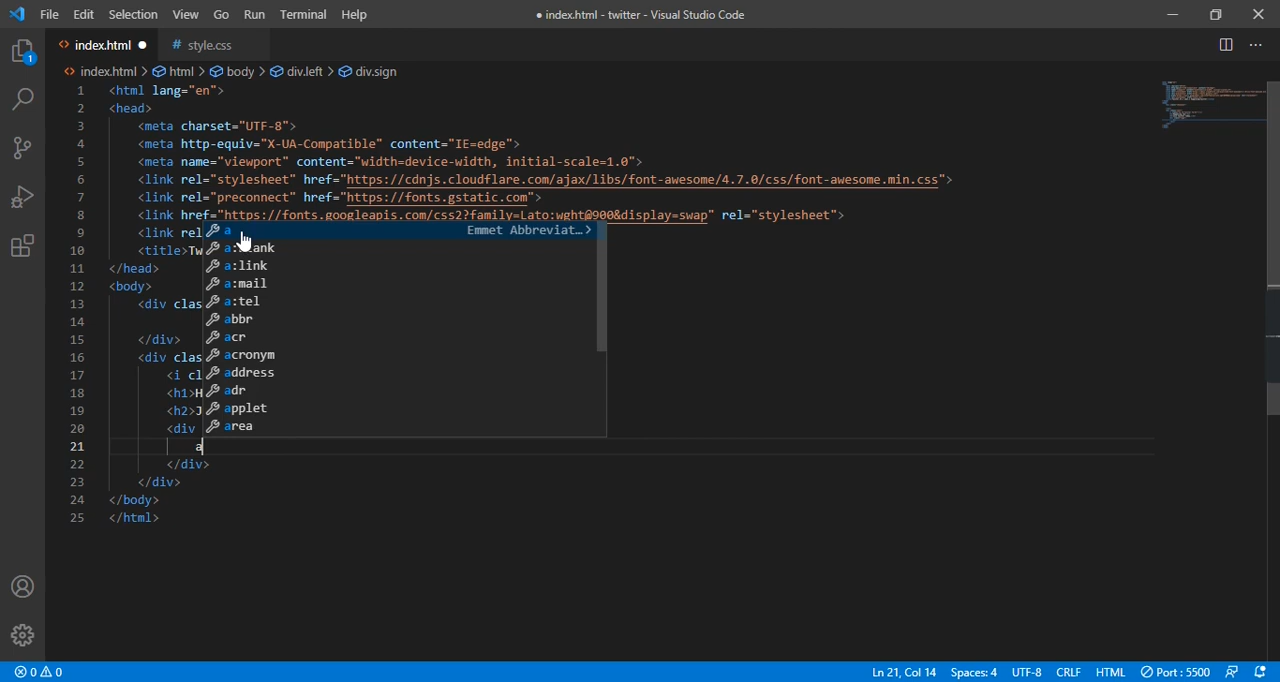 File Edit Selection View Go Run Terminal Help
● index.html - twitter - Visual Studio Code
<> index.html ● # style.css
<> index.html > html > body > div.left > div.sign
1 <html lang="en">
2 <head>
3 <meta charset="UTF-8">
4 <meta http-equiv="X-UA-Compatible" content="IE=edge">
5 <meta name="viewport" content="width=device-width, initial-scale=1.0">
6 <link rel="stylesheet" href="https://cdnjs.cloudflare.com/ajax/libs/font-awesome/4.7.0/css/font-awesome.min.css">
7 <link rel="preconnect" href="https://fonts.gstatic.com">
8 <link href="https://fonts.googleapis.com/css2?family=Lato:wght@900&display=swap" rel="stylesheet">
9 <link rel
a Emmet Abbreviat...>
10 <title>Tw
a:link
11 </head>
a:mail
12 <body>
a:tel
13 <div clas
abbr
14
acr
15 </div>
acronym
16 <div clas
address
17 <i cl
adr
18 <h1>H
applet
19 <h2>J
area
20 <div
21 a
22 </div>
23 </div>
24 </body>
25 </html>
1
0 0
Ln 21, Col 14 Spaces: 4 UTF-8 CRLF HTML Port : 5500